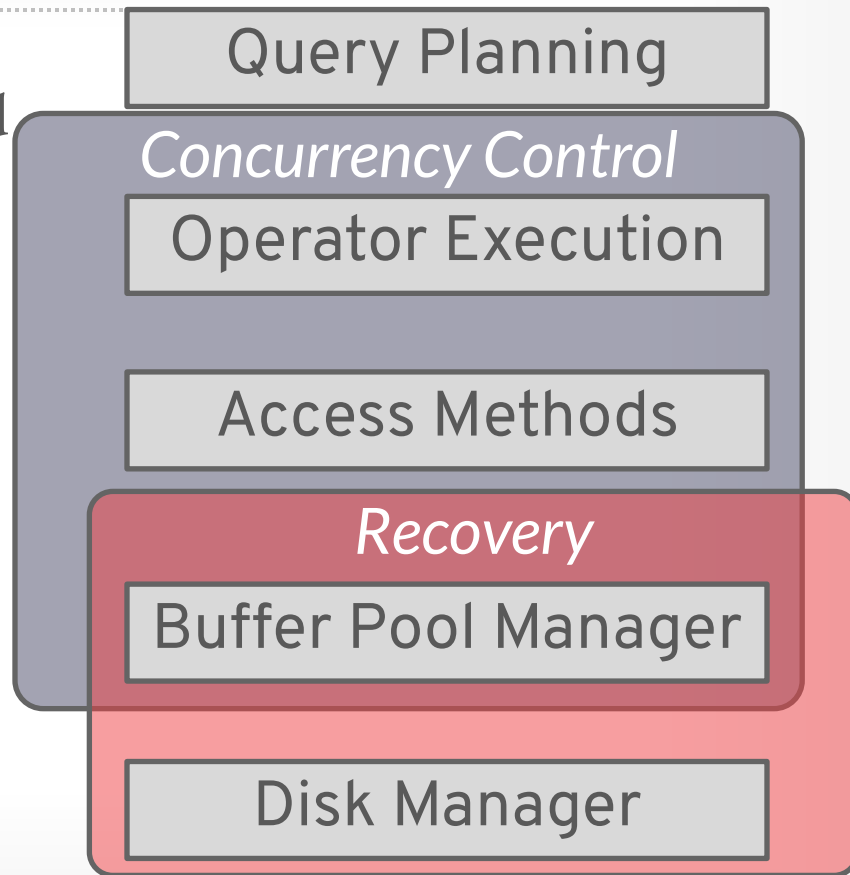 Query Planning
Concurrency Control
Operator Execution
Access Methods
Recovery
Buffer Pool Manager
Disk Manager